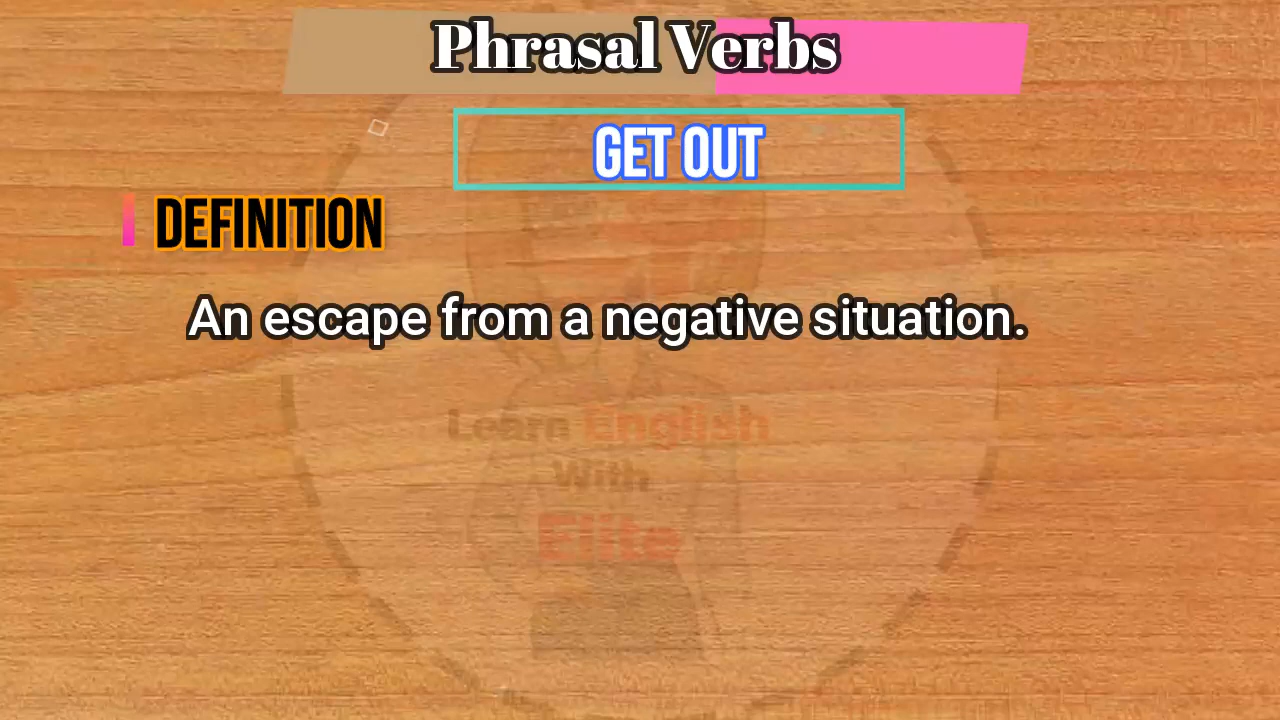 Phrasal Verbs
GET OUT
DEFINITION
An escape from a negative situation.
Learn English
With
Elite